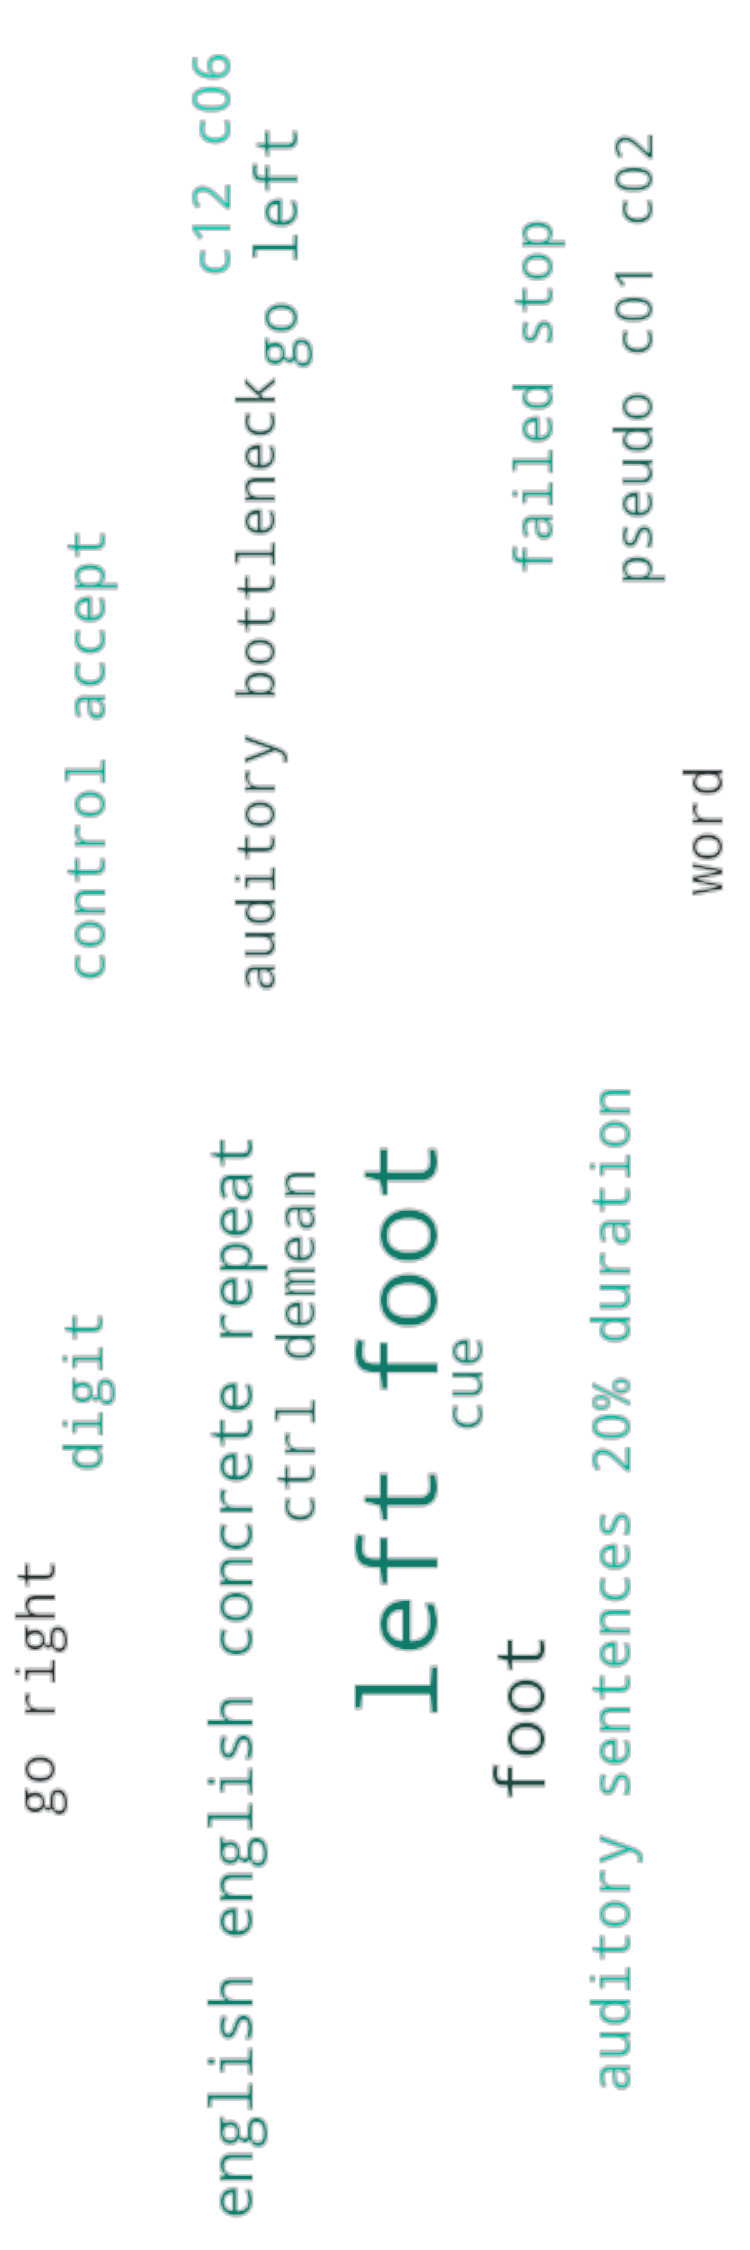 go right
digit
control accept
english english concrete repeat
c12 c06
auditory bottleneck
go left
ctrl demean
left foot
cue
foot
failed stop
auditory sentences 20% duration
pseudo c01 c02
word